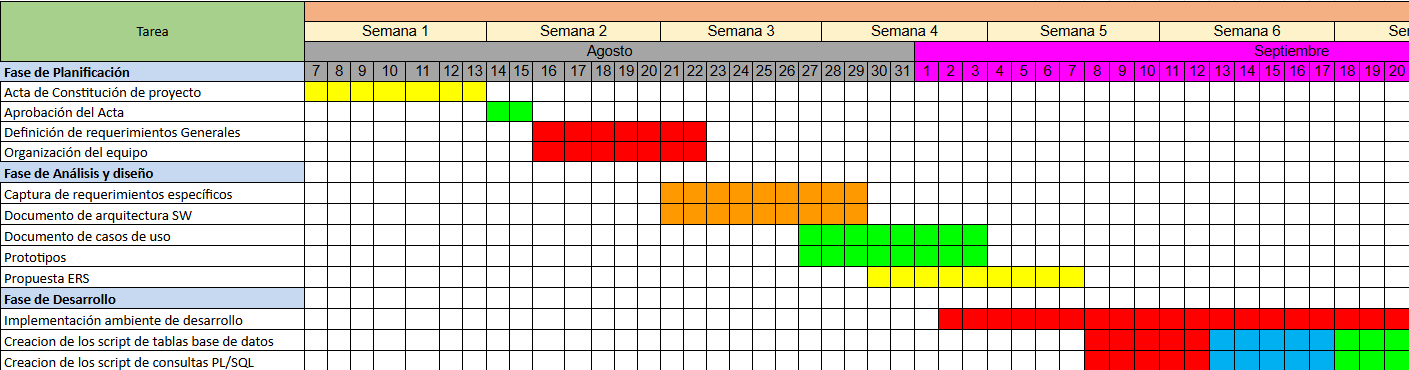 Tarea
Semana 1 Semana 2 Semana 3 Semana 4 Semana 5 Semana 6
Agosto Septiembre
Fase de Planificación 7 8 9 10 11 12 13 14 15 16 17 18 19 20 21 22 23 24 25 26 27 28 29 30 31 1 2 3 4 5 6 7 8 9 10 11 12 13 14 15 16 17 18 19 20
Acta de Constitución de proyecto
Aprobación del Acta
Definición de requerimientos Generales
Organización del equipo
Fase de Análisis y diseño
Captura de requerimientos específicos
Documento de arquitectura SW
Documento de casos de uso
Prototipos
Propuesta ERS
Fase de Desarrollo
Implementación ambiente de desarrollo
Creacion de los script de tablas base de datos
Creacion de los script de consultas PL/SQL